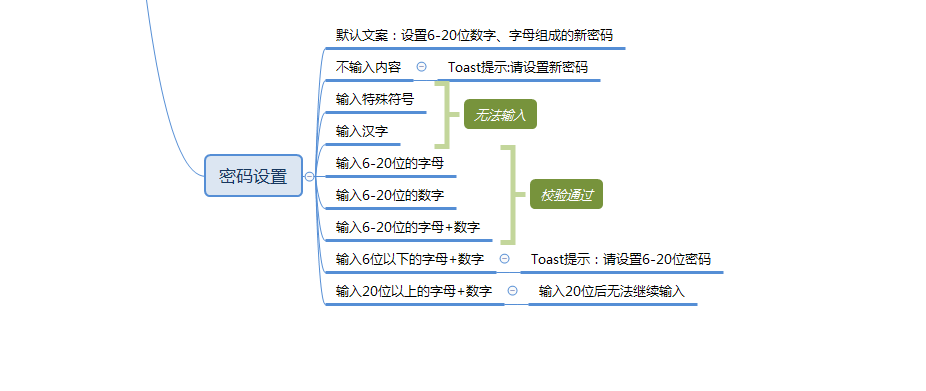 默认文案：设置6-20位数字、字母组成的新密码
不输入内容
Toast提示:请设置新密码
输入特殊符号
无法输入
输入汉字
输入6-20位的字母
密码设置
输入6-20位的数字
校验通过
输入6-20位的字母+数字
输入6位以下的字母+数字
Toast提示：请设置6-20位密码
输入20位以上的字母+数字
输入20位后无法继续输入